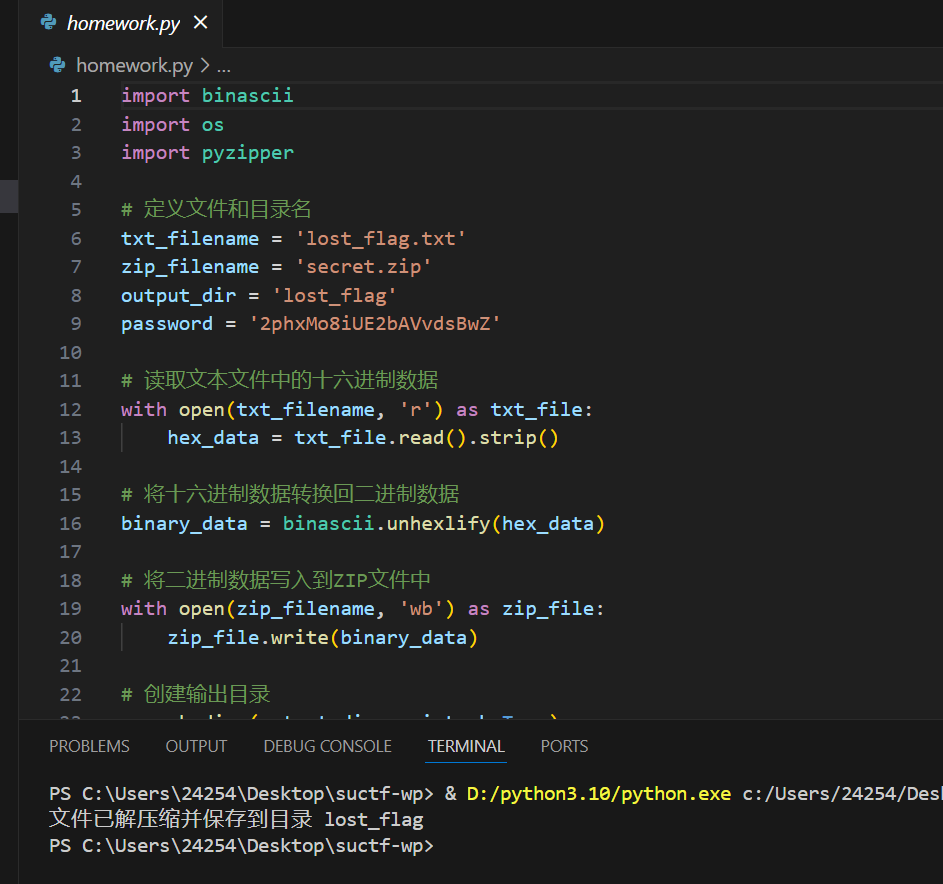 homework.py
homework.py > ...
1 import binascii
2 import os
3 import pyzipper
4
5 # 定义文件和目录名
6 txt_filename = 'lost_flag.txt'
7 zip_filename = 'secret.zip'
8 output_dir = 'lost_flag'
9 password = '2phxMo8iUE2bAVvdsBwZ'
10
11 # 读取文本文件中的十六进制数据
12 with open(txt_filename, 'r') as txt_file:
13     hex_data = txt_file.read().strip()
14
15 # 将十六进制数据转换回二进制数据
16 binary_data = binascii.unhexlify(hex_data)
17
18 # 将二进制数据写入到ZIP文件中
19 with open(zip_filename, 'wb') as zip_file:
20     zip_file.write(binary_data)
21
22 # 创建输出目录
PROBLEMS OUTPUT DEBUG CONSOLE TERMINAL PORTS
PS C:\Users\24254\Desktop\suctf-wp> & D:/python3.10/python.exe c:/Users/24254/Des
文件已解压缩并保存到目录 lost_flag
PS C:\Users\24254\Desktop\suctf-wp>